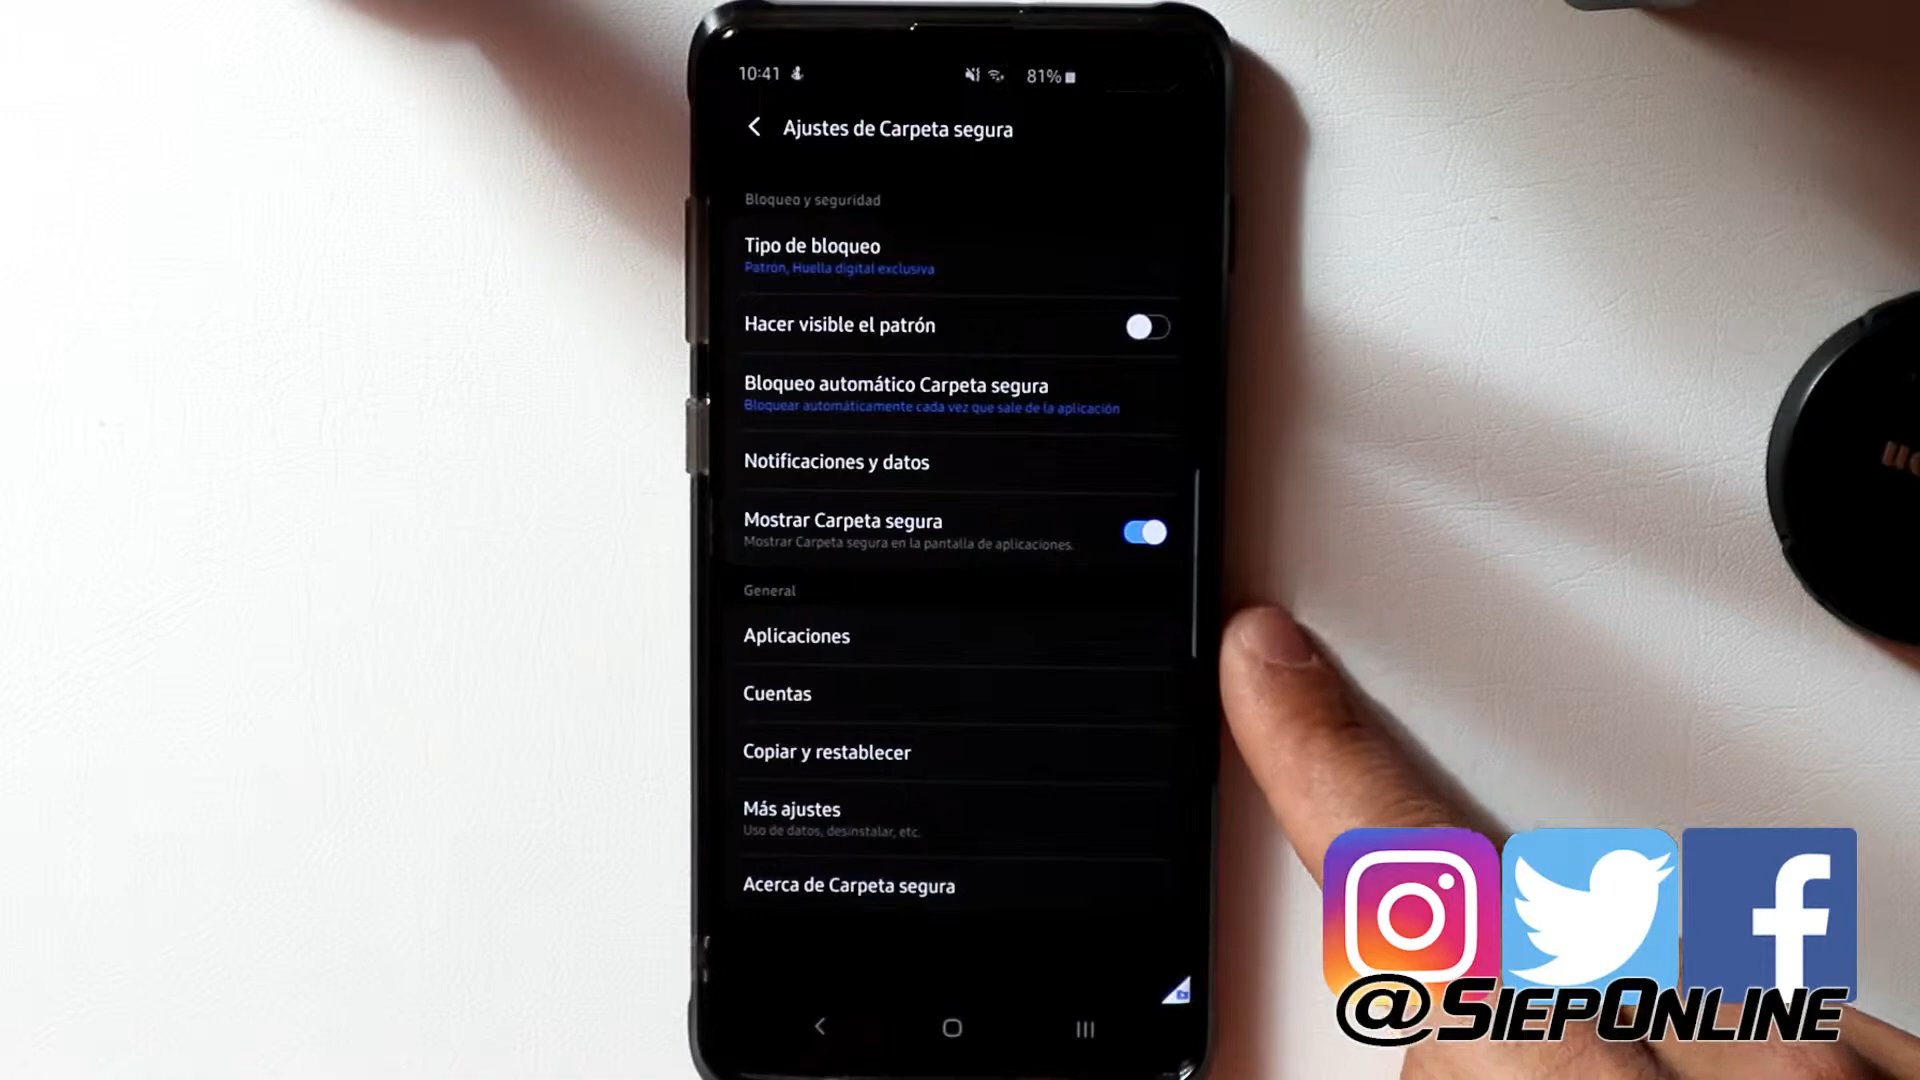 10:41
81%
Ajustes de Carpeta segura
Bloqueo y seguridad
Tipo de bloqueo
Patrón, Huella digital exclusiva
Hacer visible el patrón
Bloqueo automático Carpeta segura
Bloquear automáticamente cada vez que sale de la aplicación
Notificaciones y datos
Mostrar Carpeta segura
Mostrar Carpeta segura en la pantalla de aplicaciones.
General
Aplicaciones
Cuentas
Copiar y restablecer
Más ajustes
Uso de datos, desinstalar, etc.
Acerca de Carpeta segura
@SiepOnline